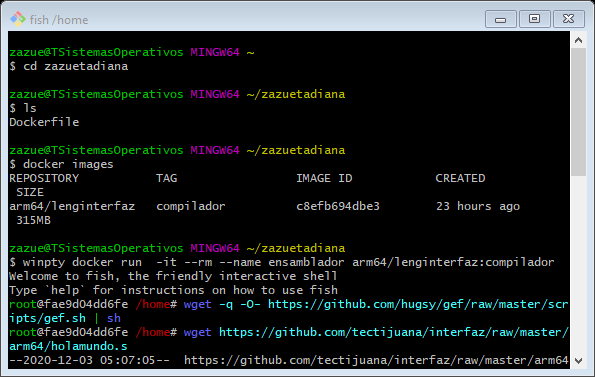 fish /home
zazue@TSistemasOperativos MINGW64 ~
$ cd zazuetadiana
zazue@TSistemasOperativos MINGW64 ~/zazuetadiana
$ ls
Dockerfile
zazue@TSistemasOperativos MINGW64 ~/zazuetadiana
$ docker images
REPOSITORY TAG IMAGE ID CREATED
SIZE
arm64/lenginterfaz compilador c8efb694dbe3 23 hours ago
315MB
zazue@TSistemasOperativos MINGW64 ~/zazuetadiana
$ winpty docker run -it --rm --name ensamblador arm64/lenginterfaz:compilador
Welcome to fish, the friendly interactive shell
Type `help` for instructions on how to use fish
root@fae9d04dd6fe /home# wget -q -O- https://github.com/hugsy/gef/raw/master/scr
ipts/gef.sh | sh
root@fae9d04dd6fe /home# wget https://github.com/tectijuana/interfaz/raw/master/
arm64/holamundo.s
--2020-12-03 05:07:05-- https://github.com/tectijuana/interfaz/raw/master/arm64